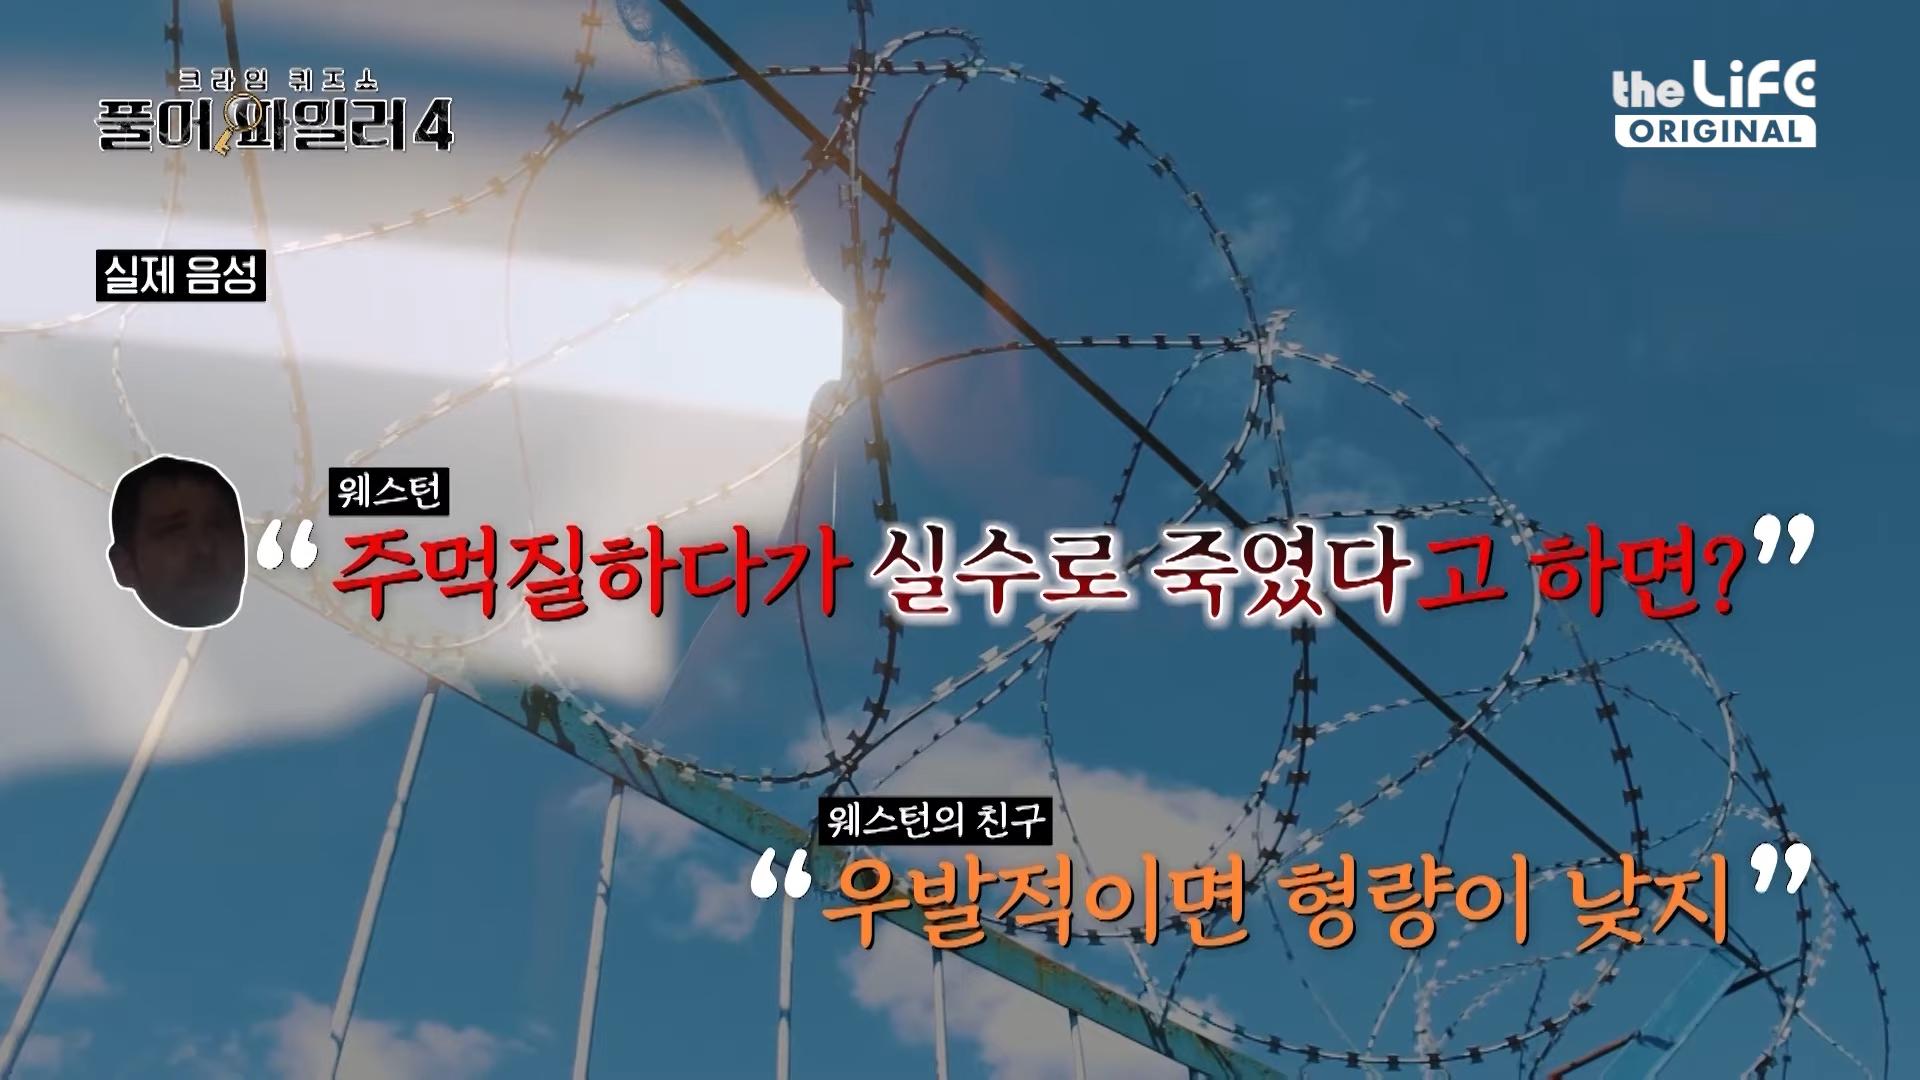 크라임 퀴즈쇼
풀어파일러4
the LiFE
ORIGINAL
실제 음성
웨스턴
“주먹질하다가 실수로 죽였다고 하면?”
웨스턴의 친구
“우발적이면 형량이 낮지”